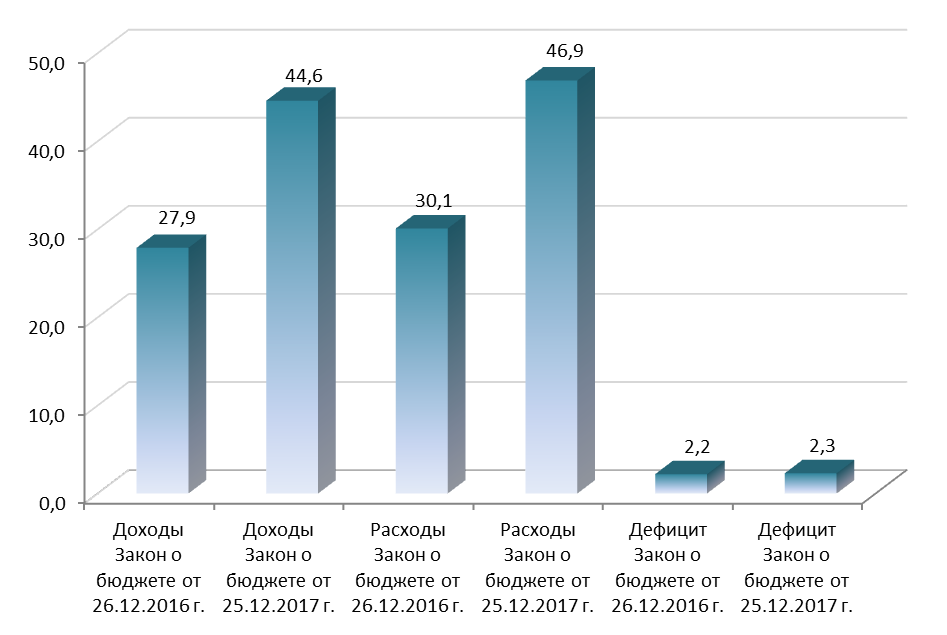 50,0
40,0
30,0
20,0
10,0
0,0
27,9
44,6
30,1
46,9
2,2
2,3
Доходы
Закон о
бюджете от
26.12.2016 г.
Доходы
Закон о
бюджете от
25.12.2017 г.
Расходы
Закон о
бюджете от
26.12.2016 г.
Расходы
Закон о
бюджете от
25.12.2017 г.
Дефицит
Закон о
бюджете от
26.12.2016 г.
Дефицит
Закон о
бюджете от
25.12.2017 г.